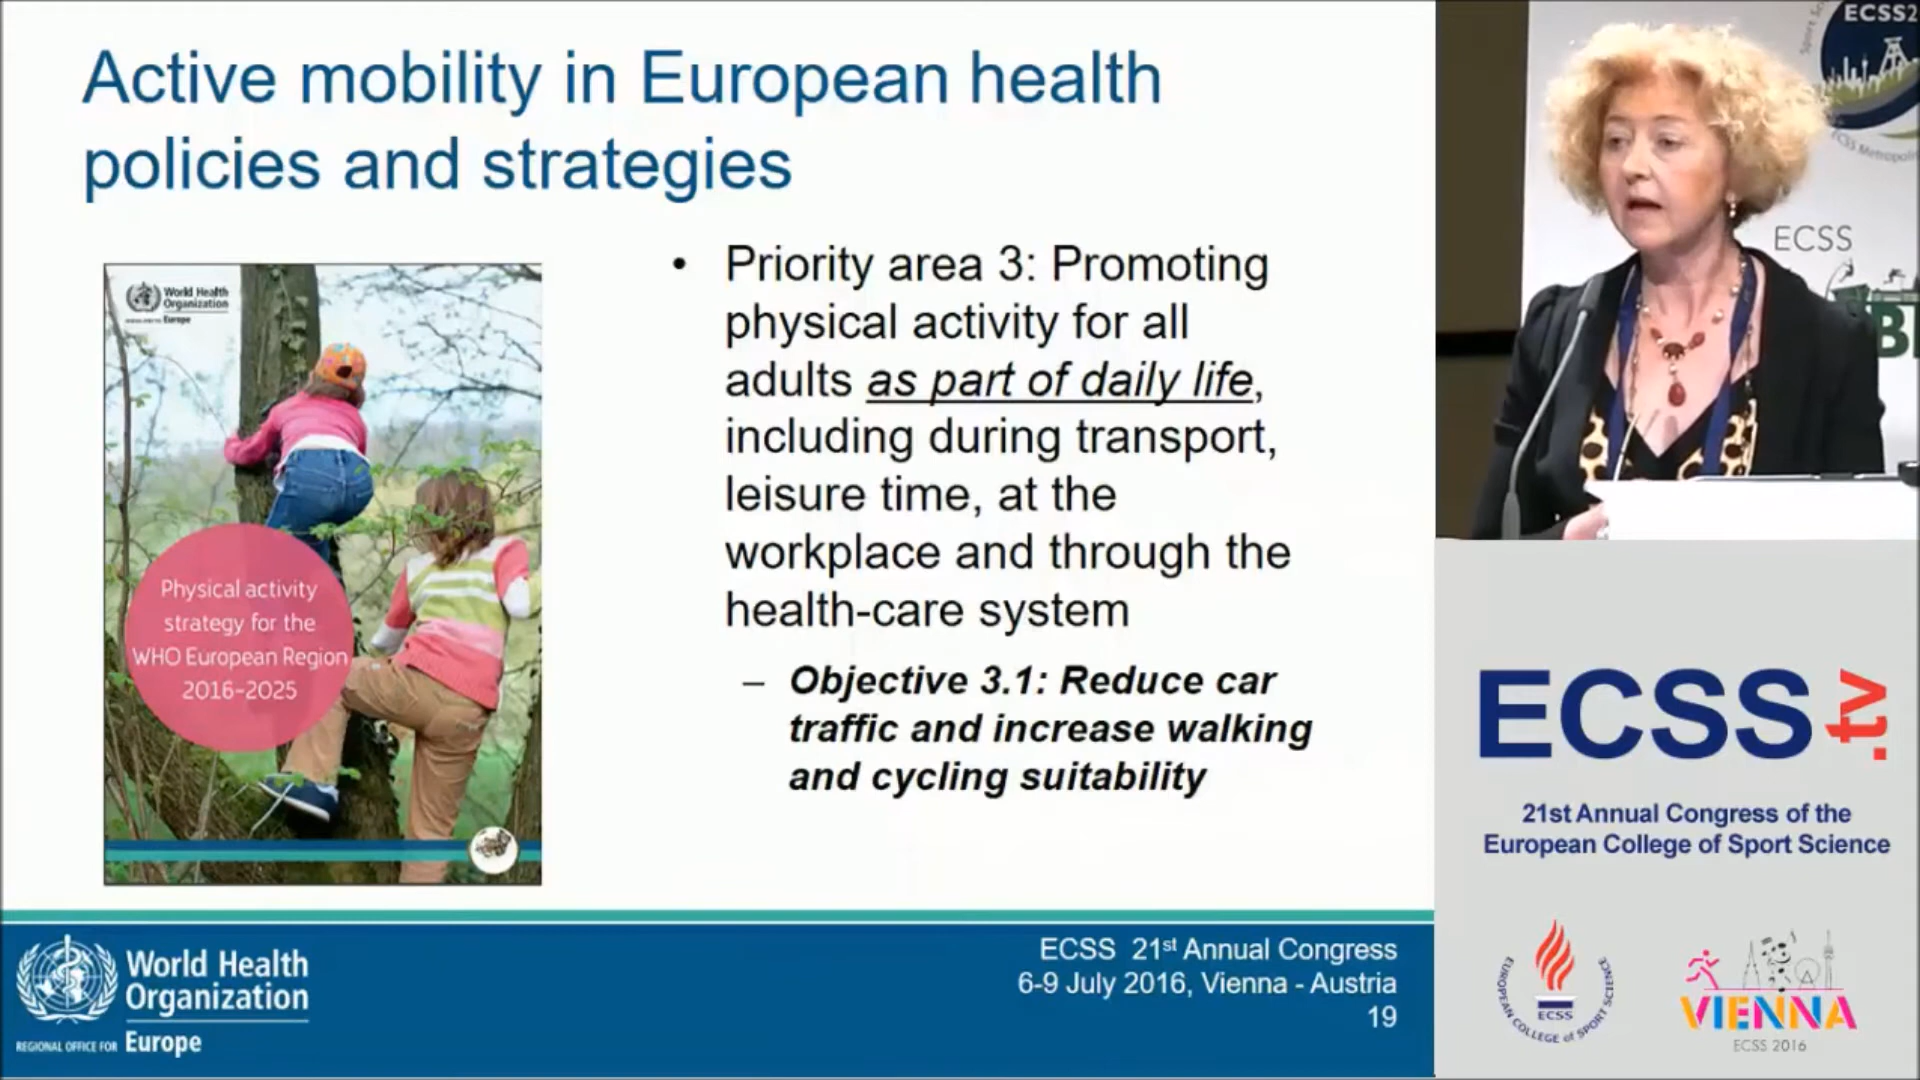 Active mobility in European health
policies and strategies
World Health
Organization
Europe
Physical activity
strategy for the
WHO European Region
2016-2025
• Priority area 3: Promoting
physical activity for all
adults as part of daily life,
including during transport,
leisure time, at the
workplace and through the
health-care system
– Objective 3.1: Reduce car
traffic and increase walking
and cycling suitability
World Health
Organization
REGIONAL OFFICE FOR Europe
ECSS 21st Annual Congress
6-9 July 2016, Vienna - Austria
19
ECSS2
ECSS
ECSS.tv
21st Annual Congress of the
European College of Sport Science
EUROPEAN COLLEGE of SPORT SCIENCE
ECSS
VIENNA
ECSS 2016